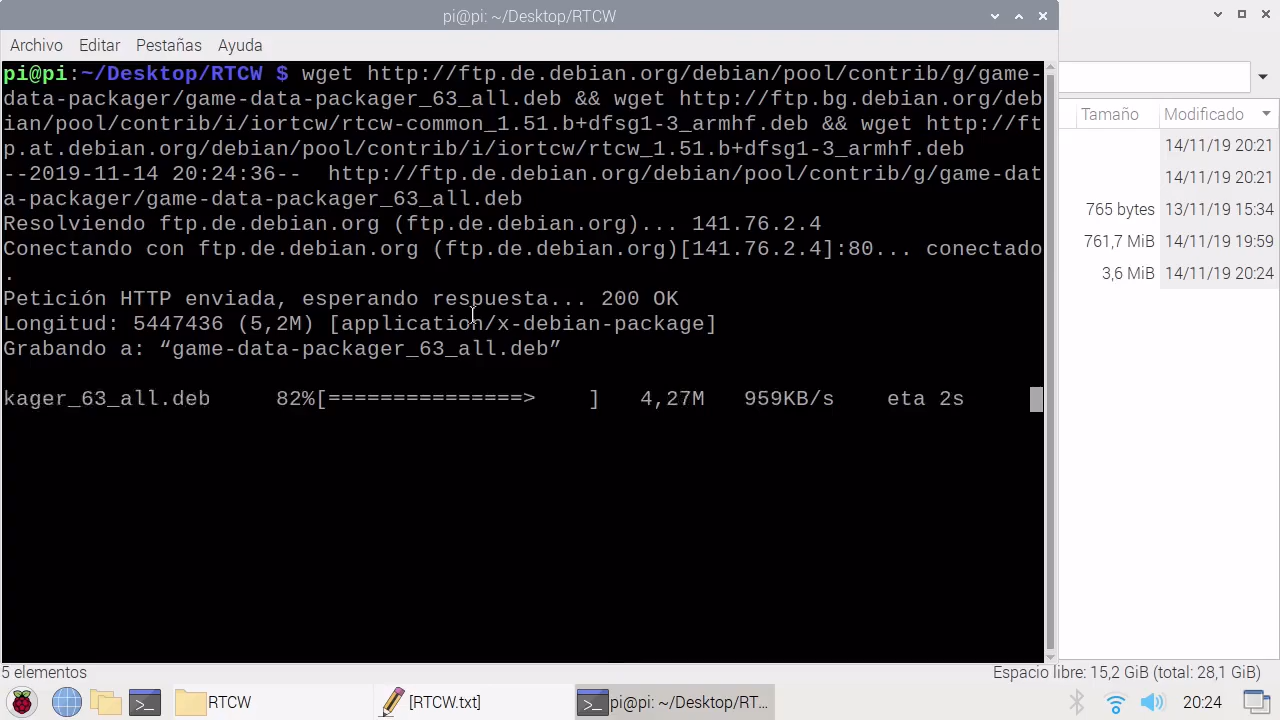 pi@pi: ~/Desktop/RTCW
Archivo Editar Pestañas Ayuda
pi@pi:~/Desktop/RTCW $ wget http://ftp.de.debian.org/debian/pool/contrib/g/game-
data-packager/game-data-packager_63_all.deb && wget http://ftp.bg.debian.org/deb
ian/pool/contrib/i/iortcw/rtcw-common_1.51.b+dfsg1-3_armhf.deb && wget http://ft
p.at.debian.org/debian/pool/contrib/i/iortcw/rtcw_1.51.b+dfsg1-3_armhf.deb
--2019-11-14 20:24:36--  http://ftp.de.debian.org/debian/pool/contrib/g/game-dat
a-packager/game-data-packager_63_all.deb
Resolviendo ftp.de.debian.org (ftp.de.debian.org)... 141.76.2.4
Conectando con ftp.de.debian.org (ftp.de.debian.org)[141.76.2.4]:80... conectado
.
Petición HTTP enviada, esperando respuesta... 200 OK
Longitud: 5447436 (5,2M) [application/x-debian-package]
Grabando a: “game-data-packager_63_all.deb”
kager_63_all.deb     82%[===============>    ]   4,27M   959KB/s    eta 2s
Tamaño Modificado
14/11/19 20:21
14/11/19 20:21
765 bytes 13/11/19 15:34
761,7 MiB 14/11/19 19:59
3,6 MiB 14/11/19 20:24
5 elementos
Espacio libre: 15,2 GiB (total: 28,1 GiB)
RTCW
[RTCW.txt]
pi@pi: ~/Desktop/RT...
20:24